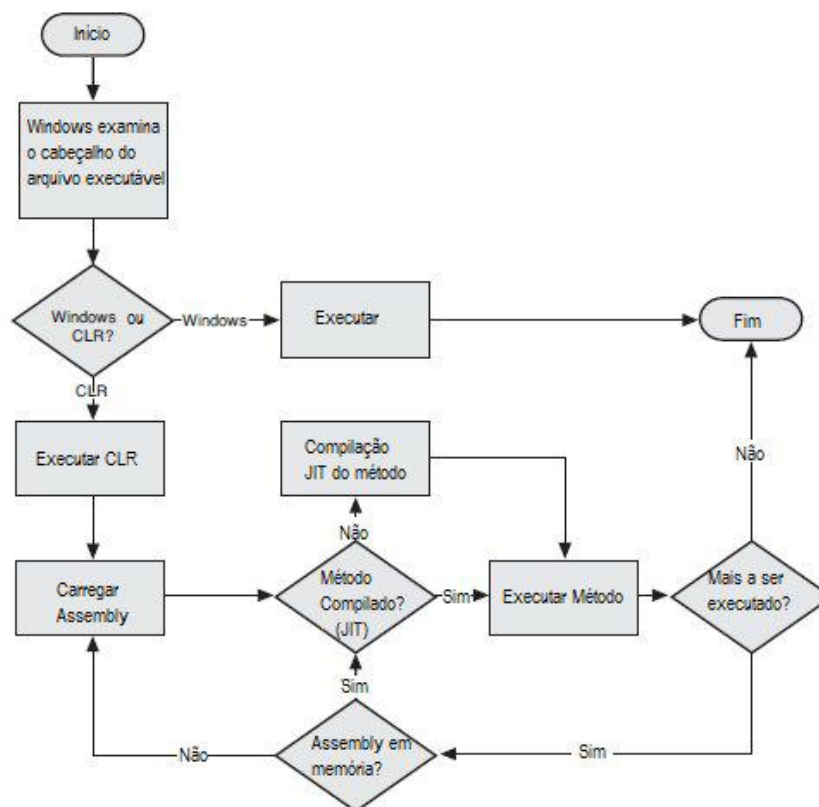 Início
Windows examina
o cabeçalho do
arquivo executável
Windows ou
CLR?
Windows
Executar
Fim
CLR
Executar CLR
Compilação
JIT do método
Não
Não
Carregar
Assembly
Método
Compilado?
(JIT)
Sim
Executar Método
Mais a ser
executado?
Sim
Não
Assembly em
memória?
Sim